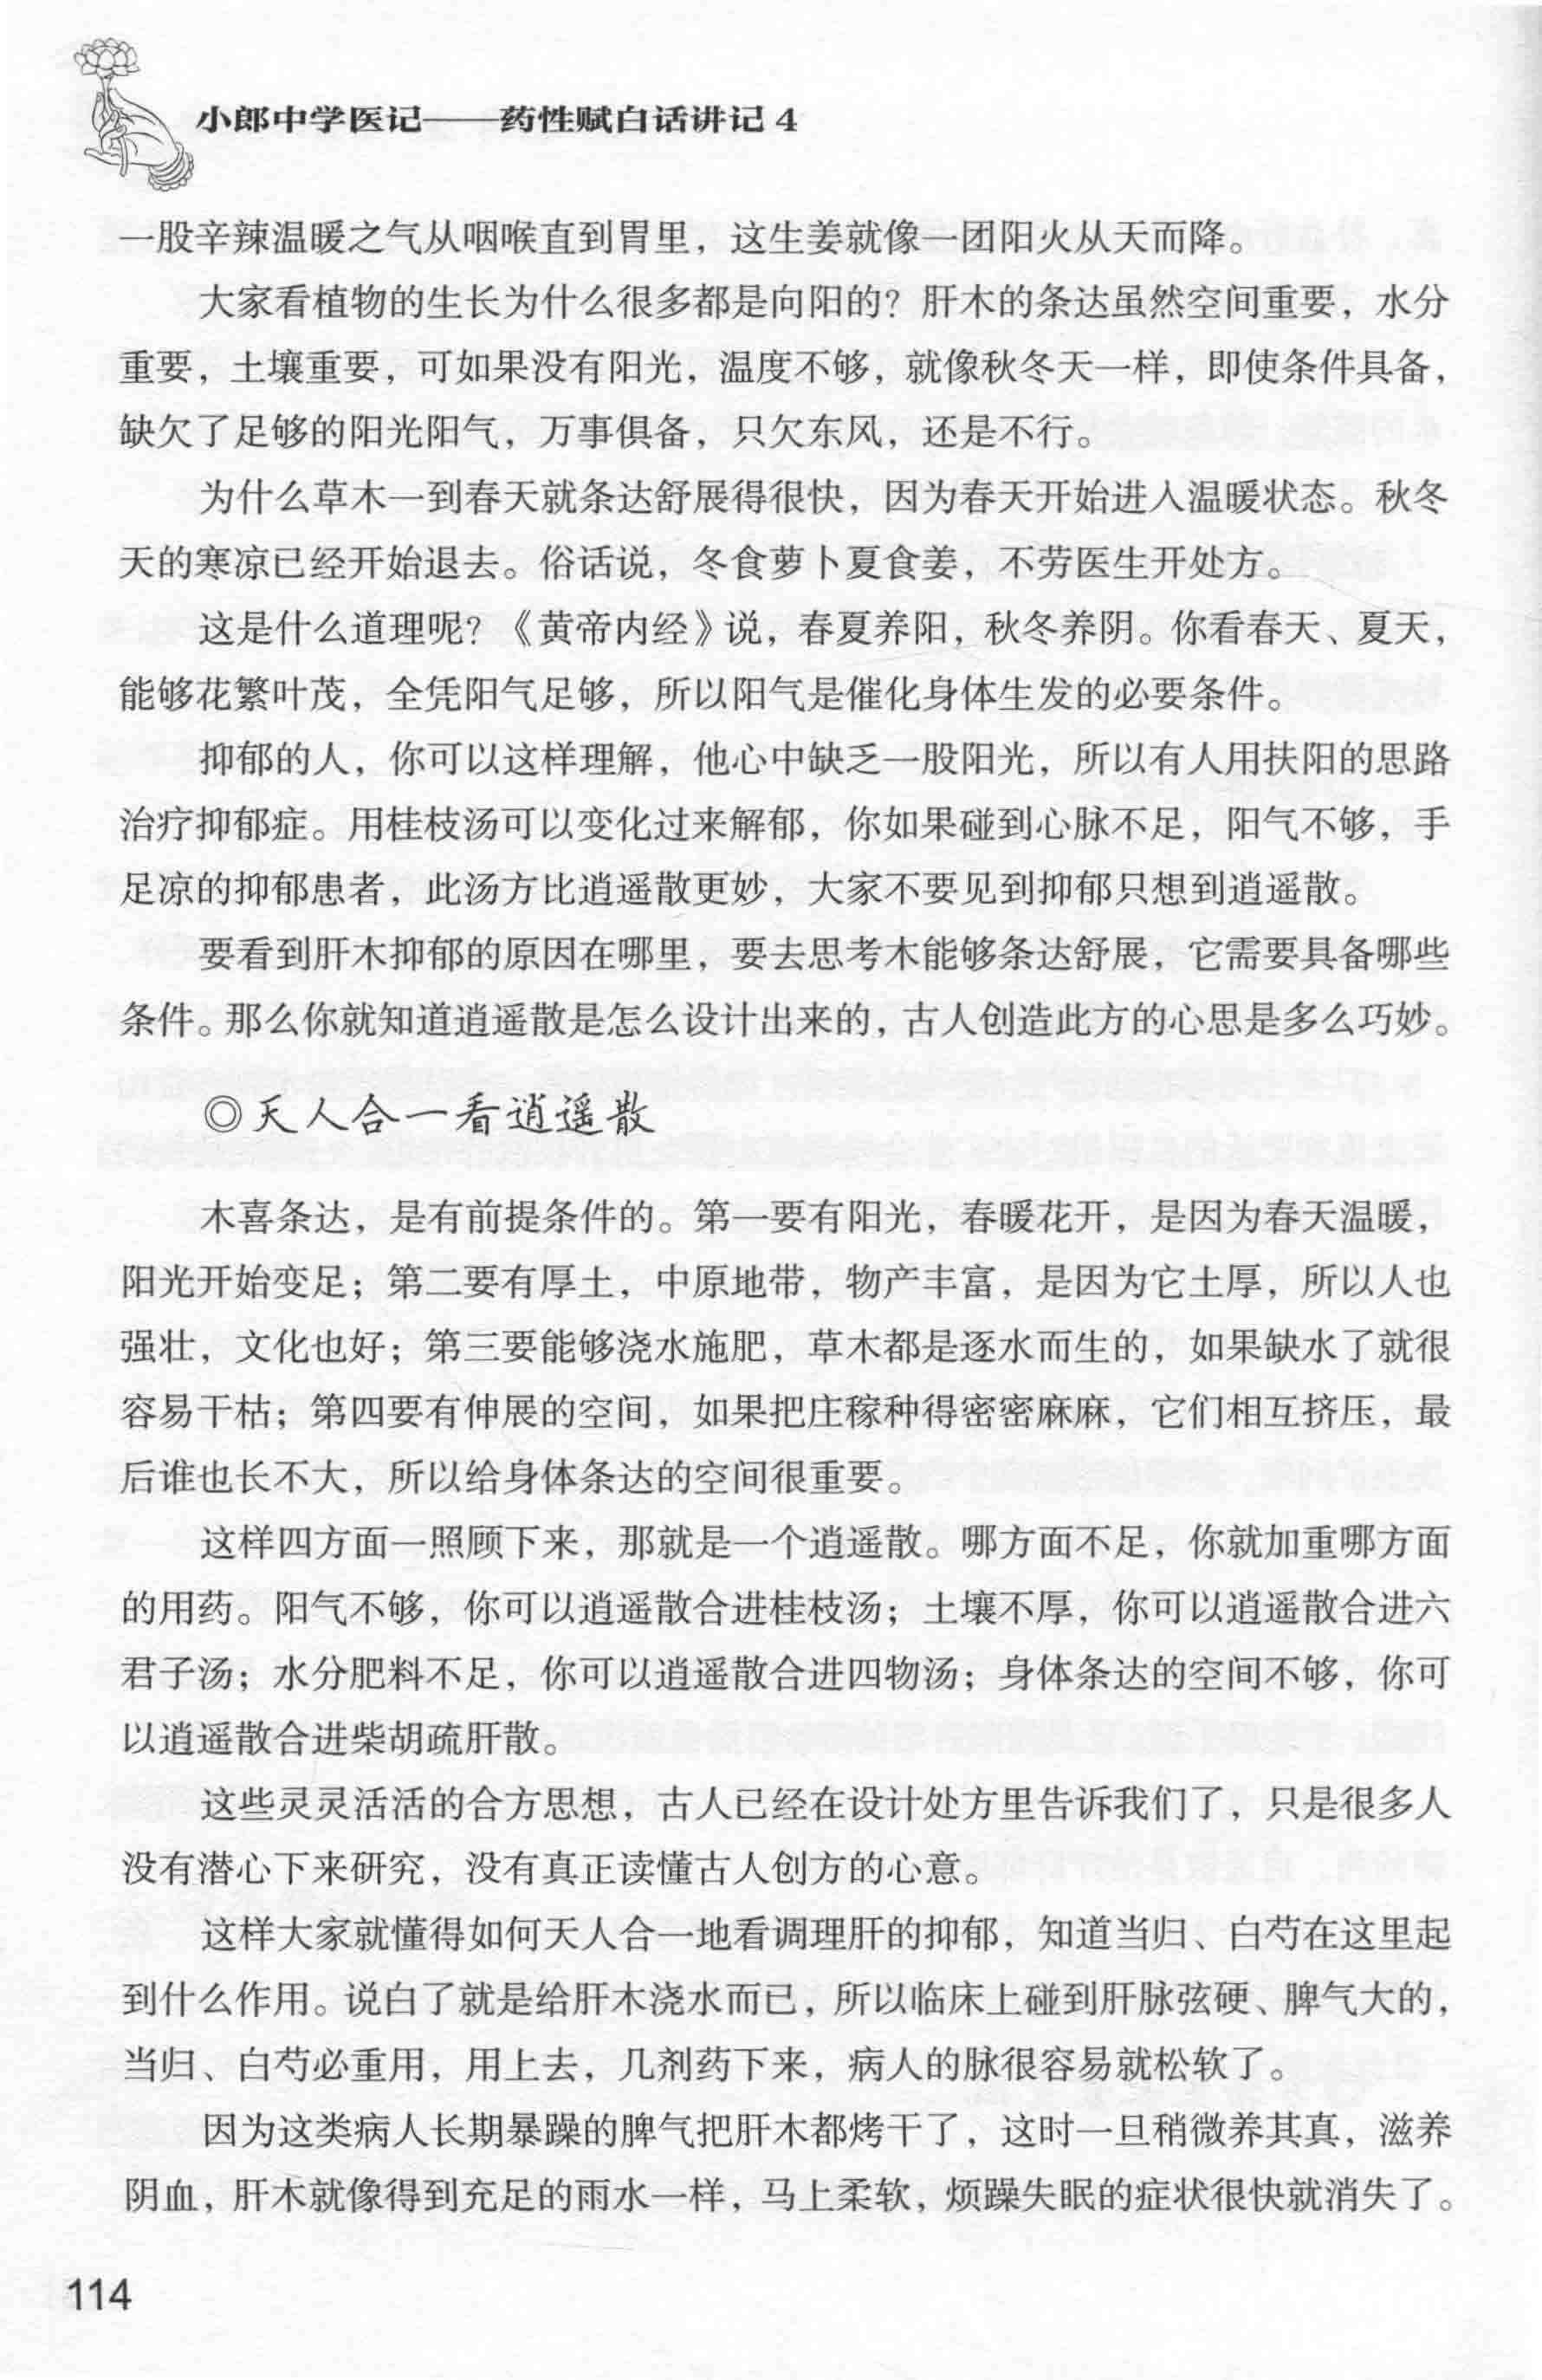 小郎中学医记——药性赋白话讲记4
一股辛辣温暖之气从咽喉直到胃里，这生姜就像一团阳火从天而降。
大家看植物的生长为什么很多都是向阳的？肝木的条达虽然空间重要，水分
重要，土壤重要，可如果没有阳光，温度不够，就像秋冬天一样，即使条件具备，
缺欠了足够的阳光阳气，万事俱备，只欠东风，还是不行。
为什么草木一到春天就条达舒展得很快，因为春天开始进入温暖状态。秋冬
天的寒凉已经开始退去。俗话说，冬食萝卜夏食姜，不劳医生开处方。
这是什么道理呢？《黄帝内经》说，春夏养阳，秋冬养阴。你看春天、夏天，
能够花繁叶茂，全凭阳气足够，所以阳气是催化身体生发的必要条件。
抑郁的人，你可以这样理解，他心中缺乏一股阳光，所以有人用扶阳的思路
治疗抑郁症。用桂枝汤可以变化过来解郁，你如果碰到心脉不足，阳气不够，手
足凉的抑郁患者，此汤方比逍遥散更妙，大家不要见到抑郁只想到逍遥散。
要看到肝木抑郁的原因在哪里，要去思考木能够条达舒展，它需要具备哪些
条件。那么你就知道逍遥散是怎么设计出来的，古人创造此方的心思是多么巧妙。
◎天人合一看逍遥散
木喜条达，是有前提条件的。第一要有阳光，春暖花开，是因为春天温暖，
阳光开始变足；第二要有厚土，中原地带，物产丰富，是因为它土厚，所以人也
强壮，文化也好；第三要能够浇水施肥，草木都是逐水而生的，如果缺水了就很
容易干枯；第四要有伸展的空间，如果把庄稼种得密密麻麻，它们相互挤压，最
后谁也长不大，所以给身体条达的空间很重要。
这样四方面一照顾下来，那就是一个逍遥散。哪方面不足，你就加重哪方面
的用药。阳气不够，你可以逍遥散合进桂枝汤；土壤不厚，你可以逍遥散合进六
君子汤；水分肥料不足，你可以逍遥散合进四物汤；身体条达的空间不够，你可
以逍遥散合进柴胡疏肝散。
这些灵灵活活的合方思想，古人已经在设计处方里告诉我们了，只是很多人
没有潜心下来研究，没有真正读懂古人创方的心意。
这样大家就懂得如何天人合一地看调理肝的抑郁，知道当归、白芍在这里起
到什么作用。说白了就是给肝木浇水而已，所以临床上碰到肝脉弦硬、脾气大的，
当归、白芍必重用，用上去，几剂药下来，病人的脉很容易就松软了。
因为这类病人长期暴躁的脾气把肝木都烤干了，这时一旦稍微养其真，滋养
阴血，肝木就像得到充足的雨水一样，马上柔软，烦躁失眠的症状很快就消失了。
114